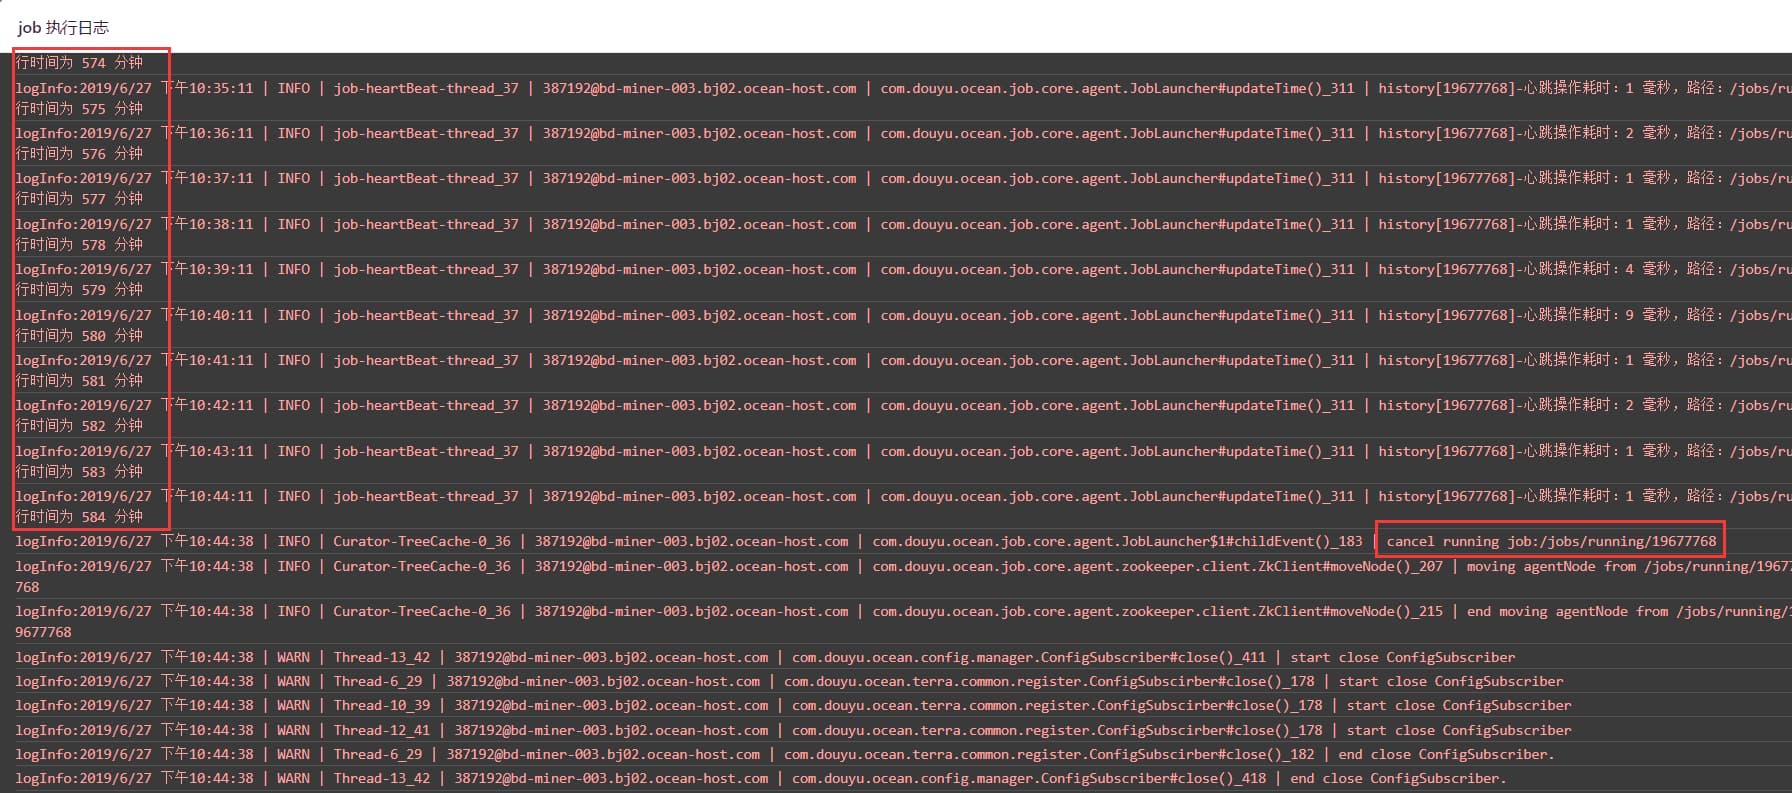 job 执行日志
行时间为 574 分钟
logInfo:2019/6/27 下午10:35:11 | INFO | job-heartBeat-thread_37 | 387192@bd-miner-003.bj02.ocean-host.com | com.douyu.ocean.job.core.agent.JobLauncher#updateTime()_311 | history[19677768]-心跳操作耗时：1 毫秒，路径：/jobs/ru
行时间为 575 分钟
logInfo:2019/6/27 下午10:36:11 | INFO | job-heartBeat-thread_37 | 387192@bd-miner-003.bj02.ocean-host.com | com.douyu.ocean.job.core.agent.JobLauncher#updateTime()_311 | history[19677768]-心跳操作耗时：2 毫秒，路径：/jobs/ru
行时间为 576 分钟
logInfo:2019/6/27 下午10:37:11 | INFO | job-heartBeat-thread_37 | 387192@bd-miner-003.bj02.ocean-host.com | com.douyu.ocean.job.core.agent.JobLauncher#updateTime()_311 | history[19677768]-心跳操作耗时：1 毫秒，路径：/jobs/ru
行时间为 577 分钟
logInfo:2019/6/27 下午10:38:11 | INFO | job-heartBeat-thread_37 | 387192@bd-miner-003.bj02.ocean-host.com | com.douyu.ocean.job.core.agent.JobLauncher#updateTime()_311 | history[19677768]-心跳操作耗时：1 毫秒，路径：/jobs/ru
行时间为 578 分钟
logInfo:2019/6/27 下午10:39:11 | INFO | job-heartBeat-thread_37 | 387192@bd-miner-003.bj02.ocean-host.com | com.douyu.ocean.job.core.agent.JobLauncher#updateTime()_311 | history[19677768]-心跳操作耗时：4 毫秒，路径：/jobs/ru
行时间为 579 分钟
logInfo:2019/6/27 下午10:40:11 | INFO | job-heartBeat-thread_37 | 387192@bd-miner-003.bj02.ocean-host.com | com.douyu.ocean.job.core.agent.JobLauncher#updateTime()_311 | history[19677768]-心跳操作耗时：9 毫秒，路径：/jobs/ru
行时间为 580 分钟
logInfo:2019/6/27 下午10:41:11 | INFO | job-heartBeat-thread_37 | 387192@bd-miner-003.bj02.ocean-host.com | com.douyu.ocean.job.core.agent.JobLauncher#updateTime()_311 | history[19677768]-心跳操作耗时：1 毫秒，路径：/jobs/ru
行时间为 581 分钟
logInfo:2019/6/27 下午10:42:11 | INFO | job-heartBeat-thread_37 | 387192@bd-miner-003.bj02.ocean-host.com | com.douyu.ocean.job.core.agent.JobLauncher#updateTime()_311 | history[19677768]-心跳操作耗时：2 毫秒，路径：/jobs/ru
行时间为 582 分钟
logInfo:2019/6/27 下午10:43:11 | INFO | job-heartBeat-thread_37 | 387192@bd-miner-003.bj02.ocean-host.com | com.douyu.ocean.job.core.agent.JobLauncher#updateTime()_311 | history[19677768]-心跳操作耗时：1 毫秒，路径：/jobs/ru
行时间为 583 分钟
logInfo:2019/6/27 下午10:44:11 | INFO | job-heartBeat-thread_37 | 387192@bd-miner-003.bj02.ocean-host.com | com.douyu.ocean.job.core.agent.JobLauncher#updateTime()_311 | history[19677768]-心跳操作耗时：1 毫秒，路径：/jobs/ru
行时间为 584 分钟
logInfo:2019/6/27 下午10:44:38 | INFO | Curator-TreeCache-0_36 | 387192@bd-miner-003.bj02.ocean-host.com | com.douyu.ocean.job.core.agent.JobLauncher$1#childEvent()_183 | cancel running job:/jobs/running/19677768
logInfo:2019/6/27 下午10:44:38 | INFO | Curator-TreeCache-0_36 | 387192@bd-miner-003.bj02.ocean-host.com | com.douyu.ocean.job.core.agent.zookeeper.client.ZkClient#moveNode()_207 | moving agentNode from /jobs/running/19677
768
logInfo:2019/6/27 下午10:44:38 | INFO | Curator-TreeCache-0_36 | 387192@bd-miner-003.bj02.ocean-host.com | com.douyu.ocean.job.core.agent.zookeeper.client.ZkClient#moveNode()_215 | end moving agentNode from /jobs/running/1
9677768
logInfo:2019/6/27 下午10:44:38 | WARN | Thread-13_42 | 387192@bd-miner-003.bj02.ocean-host.com | com.douyu.ocean.config.manager.ConfigSubscriber#close()_411 | start close ConfigSubscriber
logInfo:2019/6/27 下午10:44:38 | WARN | Thread-6_29 | 387192@bd-miner-003.bj02.ocean-host.com | com.douyu.ocean.terra.common.register.ConfigSubscirber#close()_178 | start close ConfigSubscriber
logInfo:2019/6/27 下午10:44:38 | WARN | Thread-10_39 | 387192@bd-miner-003.bj02.ocean-host.com | com.douyu.ocean.terra.common.register.ConfigSubscirber#close()_178 | start close ConfigSubscriber
logInfo:2019/6/27 下午10:44:38 | WARN | Thread-12_41 | 387192@bd-miner-003.bj02.ocean-host.com | com.douyu.ocean.terra.common.register.ConfigSubscirber#close()_178 | start close ConfigSubscriber
logInfo:2019/6/27 下午10:44:38 | WARN | Thread-6_29 | 387192@bd-miner-003.bj02.ocean-host.com | com.douyu.ocean.terra.common.register.ConfigSubscirber#close()_182 | end close ConfigSubscriber.
logInfo:2019/6/27 下午10:44:38 | WARN | Thread-13_42 | 387192@bd-miner-003.bj02.ocean-host.com | com.douyu.ocean.config.manager.ConfigSubscriber#close()_418 | end close ConfigSubscriber.